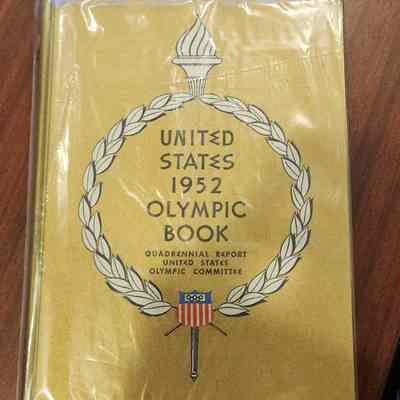 UNITED
STATES
1952
OLYMPIC
BOOK
QUADRENNIAL REPORT
UNITED STATES
OLYMPIC COMMITTEE